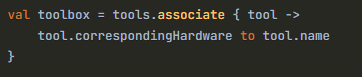 val toolbox = tools.associate { tool ->
    tool.correspondingHardware to tool.name
}